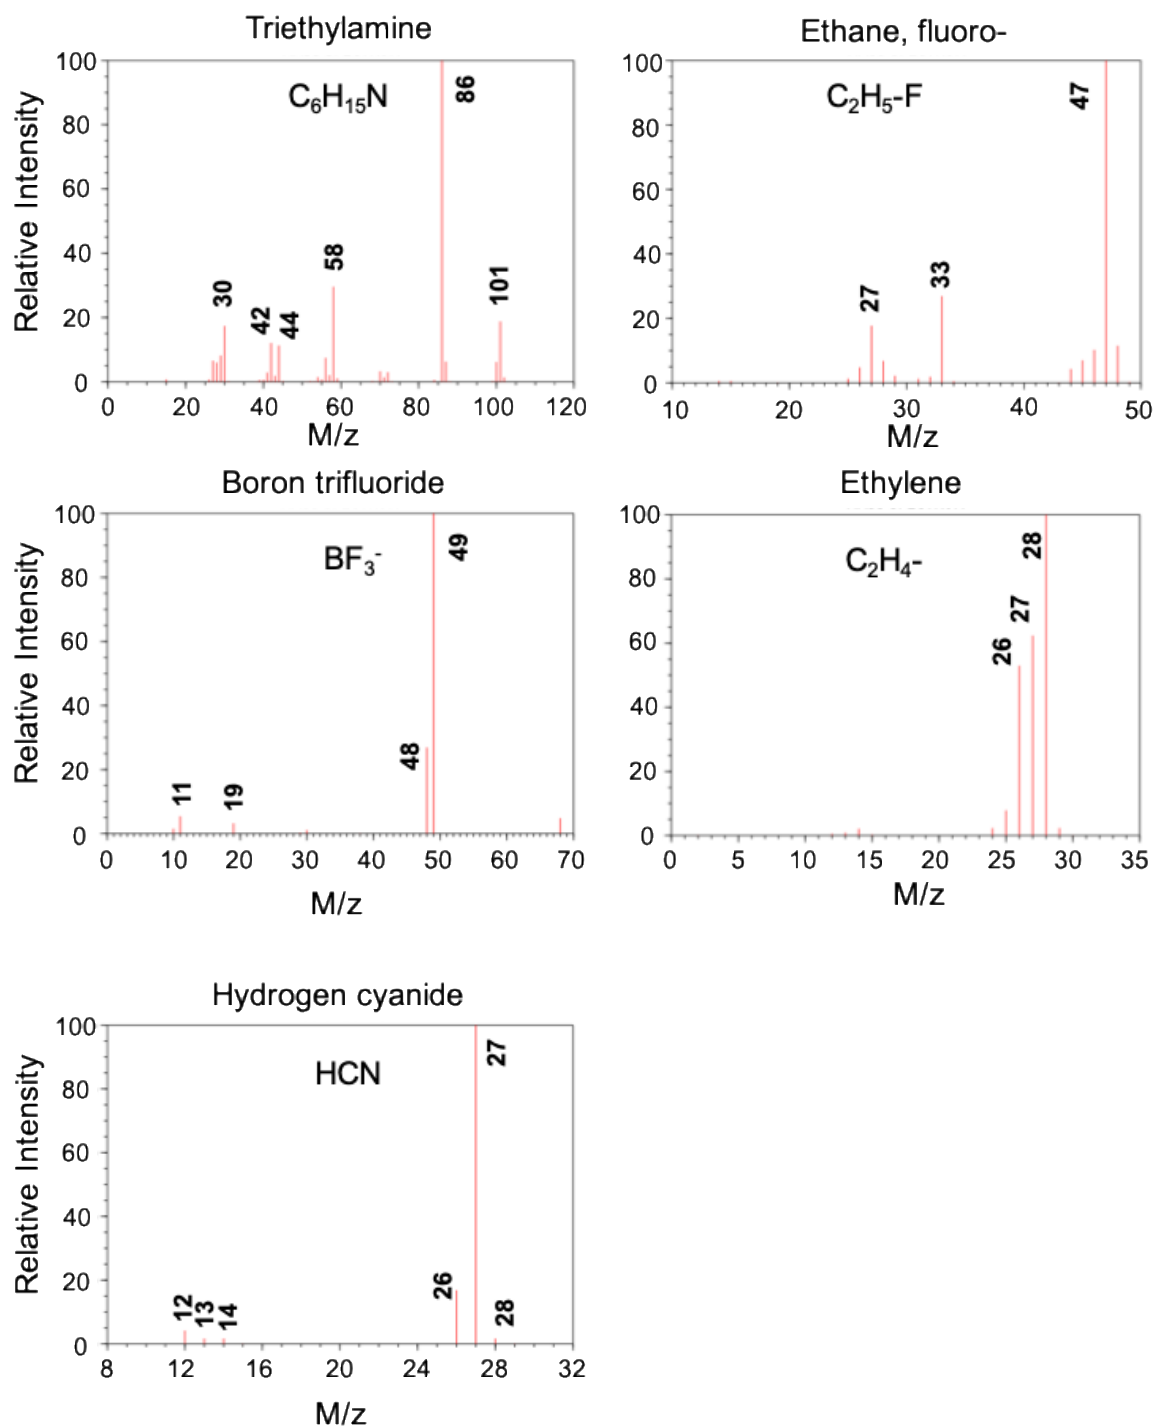 Triethylamine
C₆H₁₅N
Relative Intensity
100
80
60
40
20
0
30
42
44
58
86
101
0 20 40 60 80 100 120
M/z
Ethane, fluoro-
C₂H₅-F
100
80
60
40
20
0
27
33
47
10 20 30 40 50
M/z
Boron trifluoride
BF₃⁻
Relative Intensity
100
80
60
40
20
0
11
19
48
49
0 10 20 30 40 50 60 70
M/z
Ethylene
C₂H₄-
100
80
60
40
20
0
26
27
28
0 5 10 15 20 25 30 35
M/z
Hydrogen cyanide
HCN
Relative Intensity
100
80
60
40
20
0
12
13
14
26
27
28
8 12 16 20 24 28 32
M/z